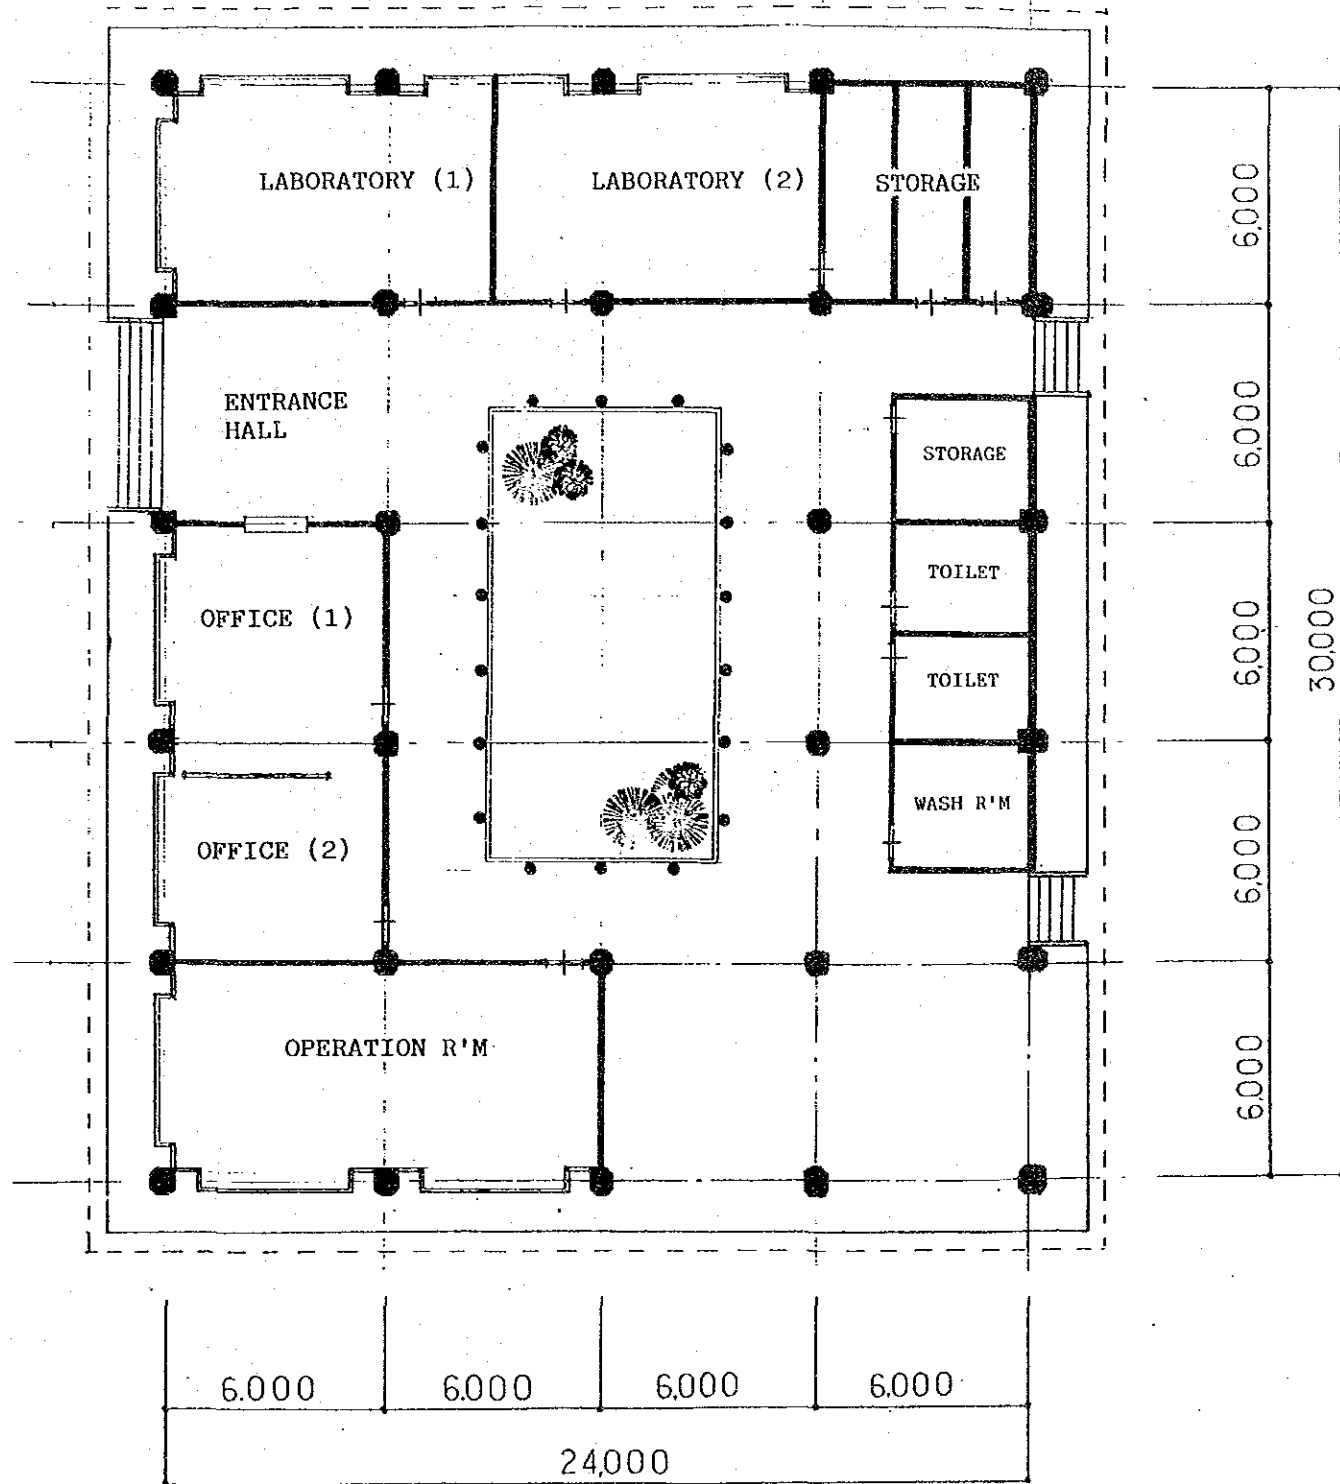 LABORATORY (1)
LABORATORY (2)
STORAGE
6,000
ENTRANCE
HALL
6,000
STORAGE
TOILET
OFFICE (1)
6,000
30,000
TOILET
WASH R'M
OFFICE (2)
6,000
OPERATION R'M
6,000
6.000
6,000
6,000
6,000
24,000